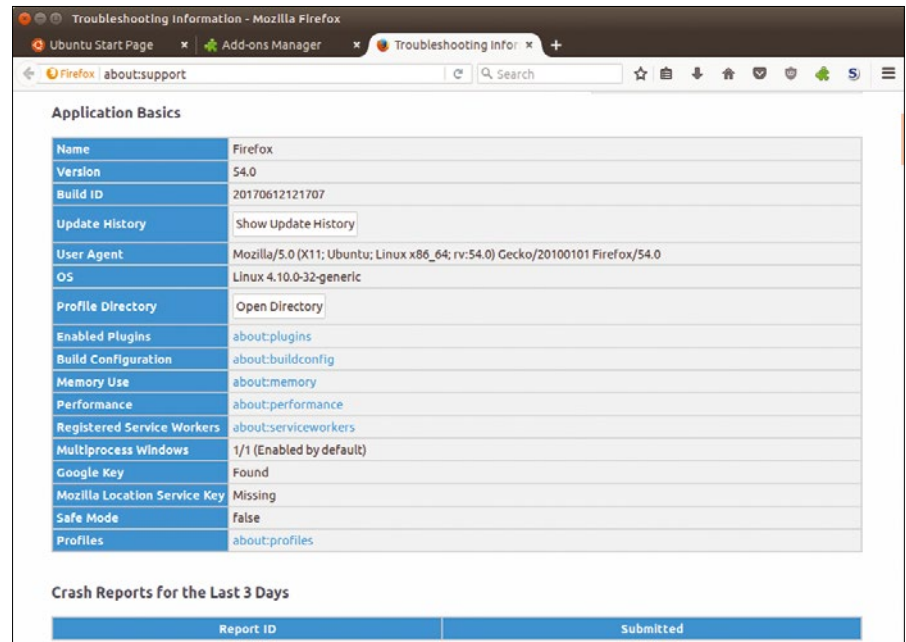 Troubleshooting Information - Mozilla Firefox
Ubuntu Start Page
Add-ons Manager
Troubleshooting Infor
Firefox about:support
Search
Application Basics
Name Firefox
Version 54.0
Build ID 20170612121707
Update History Show Update History
User Agent Mozilla/5.0 (X11; Ubuntu; Linux x86_64; rv:54.0) Gecko/20100101 Firefox/54.0
OS Linux 4.10.0-32-generic
Profile Directory Open Directory
Enabled Plugins about:plugins
Build Configuration about:buildconfig
Memory Use about:memory
Performance about:performance
Registered Service Workers about:serviceworkers
Multiprocess Windows 1/1 (Enabled by default)
Google Key Found
Mozilla Location Service Key Missing
Safe Mode false
Profiles about:profiles
Crash Reports for the Last 3 Days
Report ID Submitted